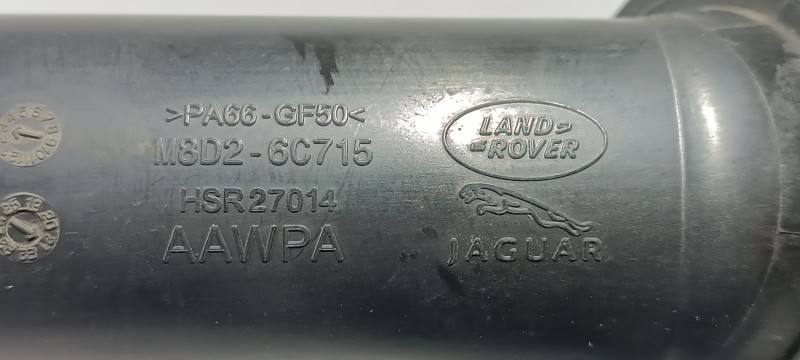 >PA66-GF50<
M8D2-6C715
HSR27014
AAWPA
LAND
ROVER
JAGUAR